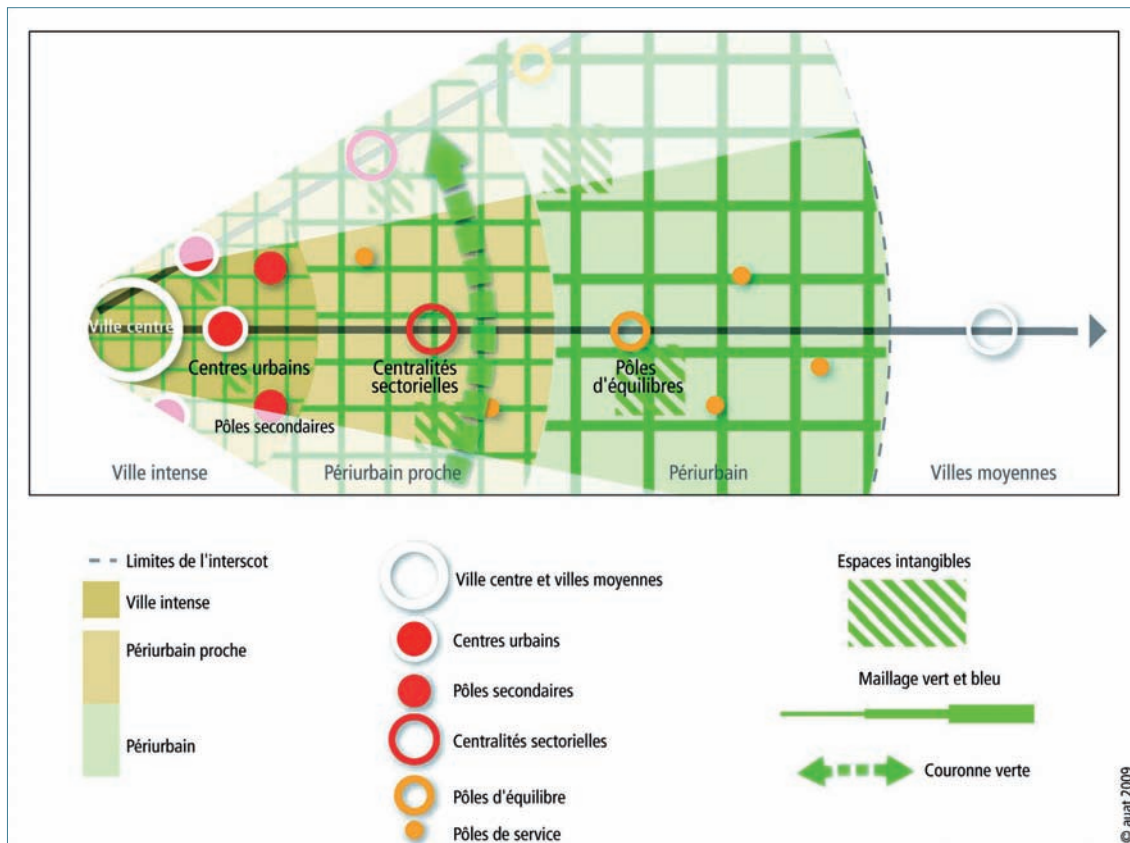 Ville centre
Centres urbains
Pôles secondaires
Centralités
sectorielles
Pôles
d'équilibres
Ville intense
Périurbain proche
Périurbain
Villes moyennes
Limites de l'interscot
Ville intense
Périurbain proche
Périurbain
Ville centre et villes moyennes
Centres urbains
Pôles secondaires
Centralités sectorielles
Pôles d'équilibre
Pôles de service
Espaces intangibles
Maillage vert et bleu
Couronne verte
© auat 2009